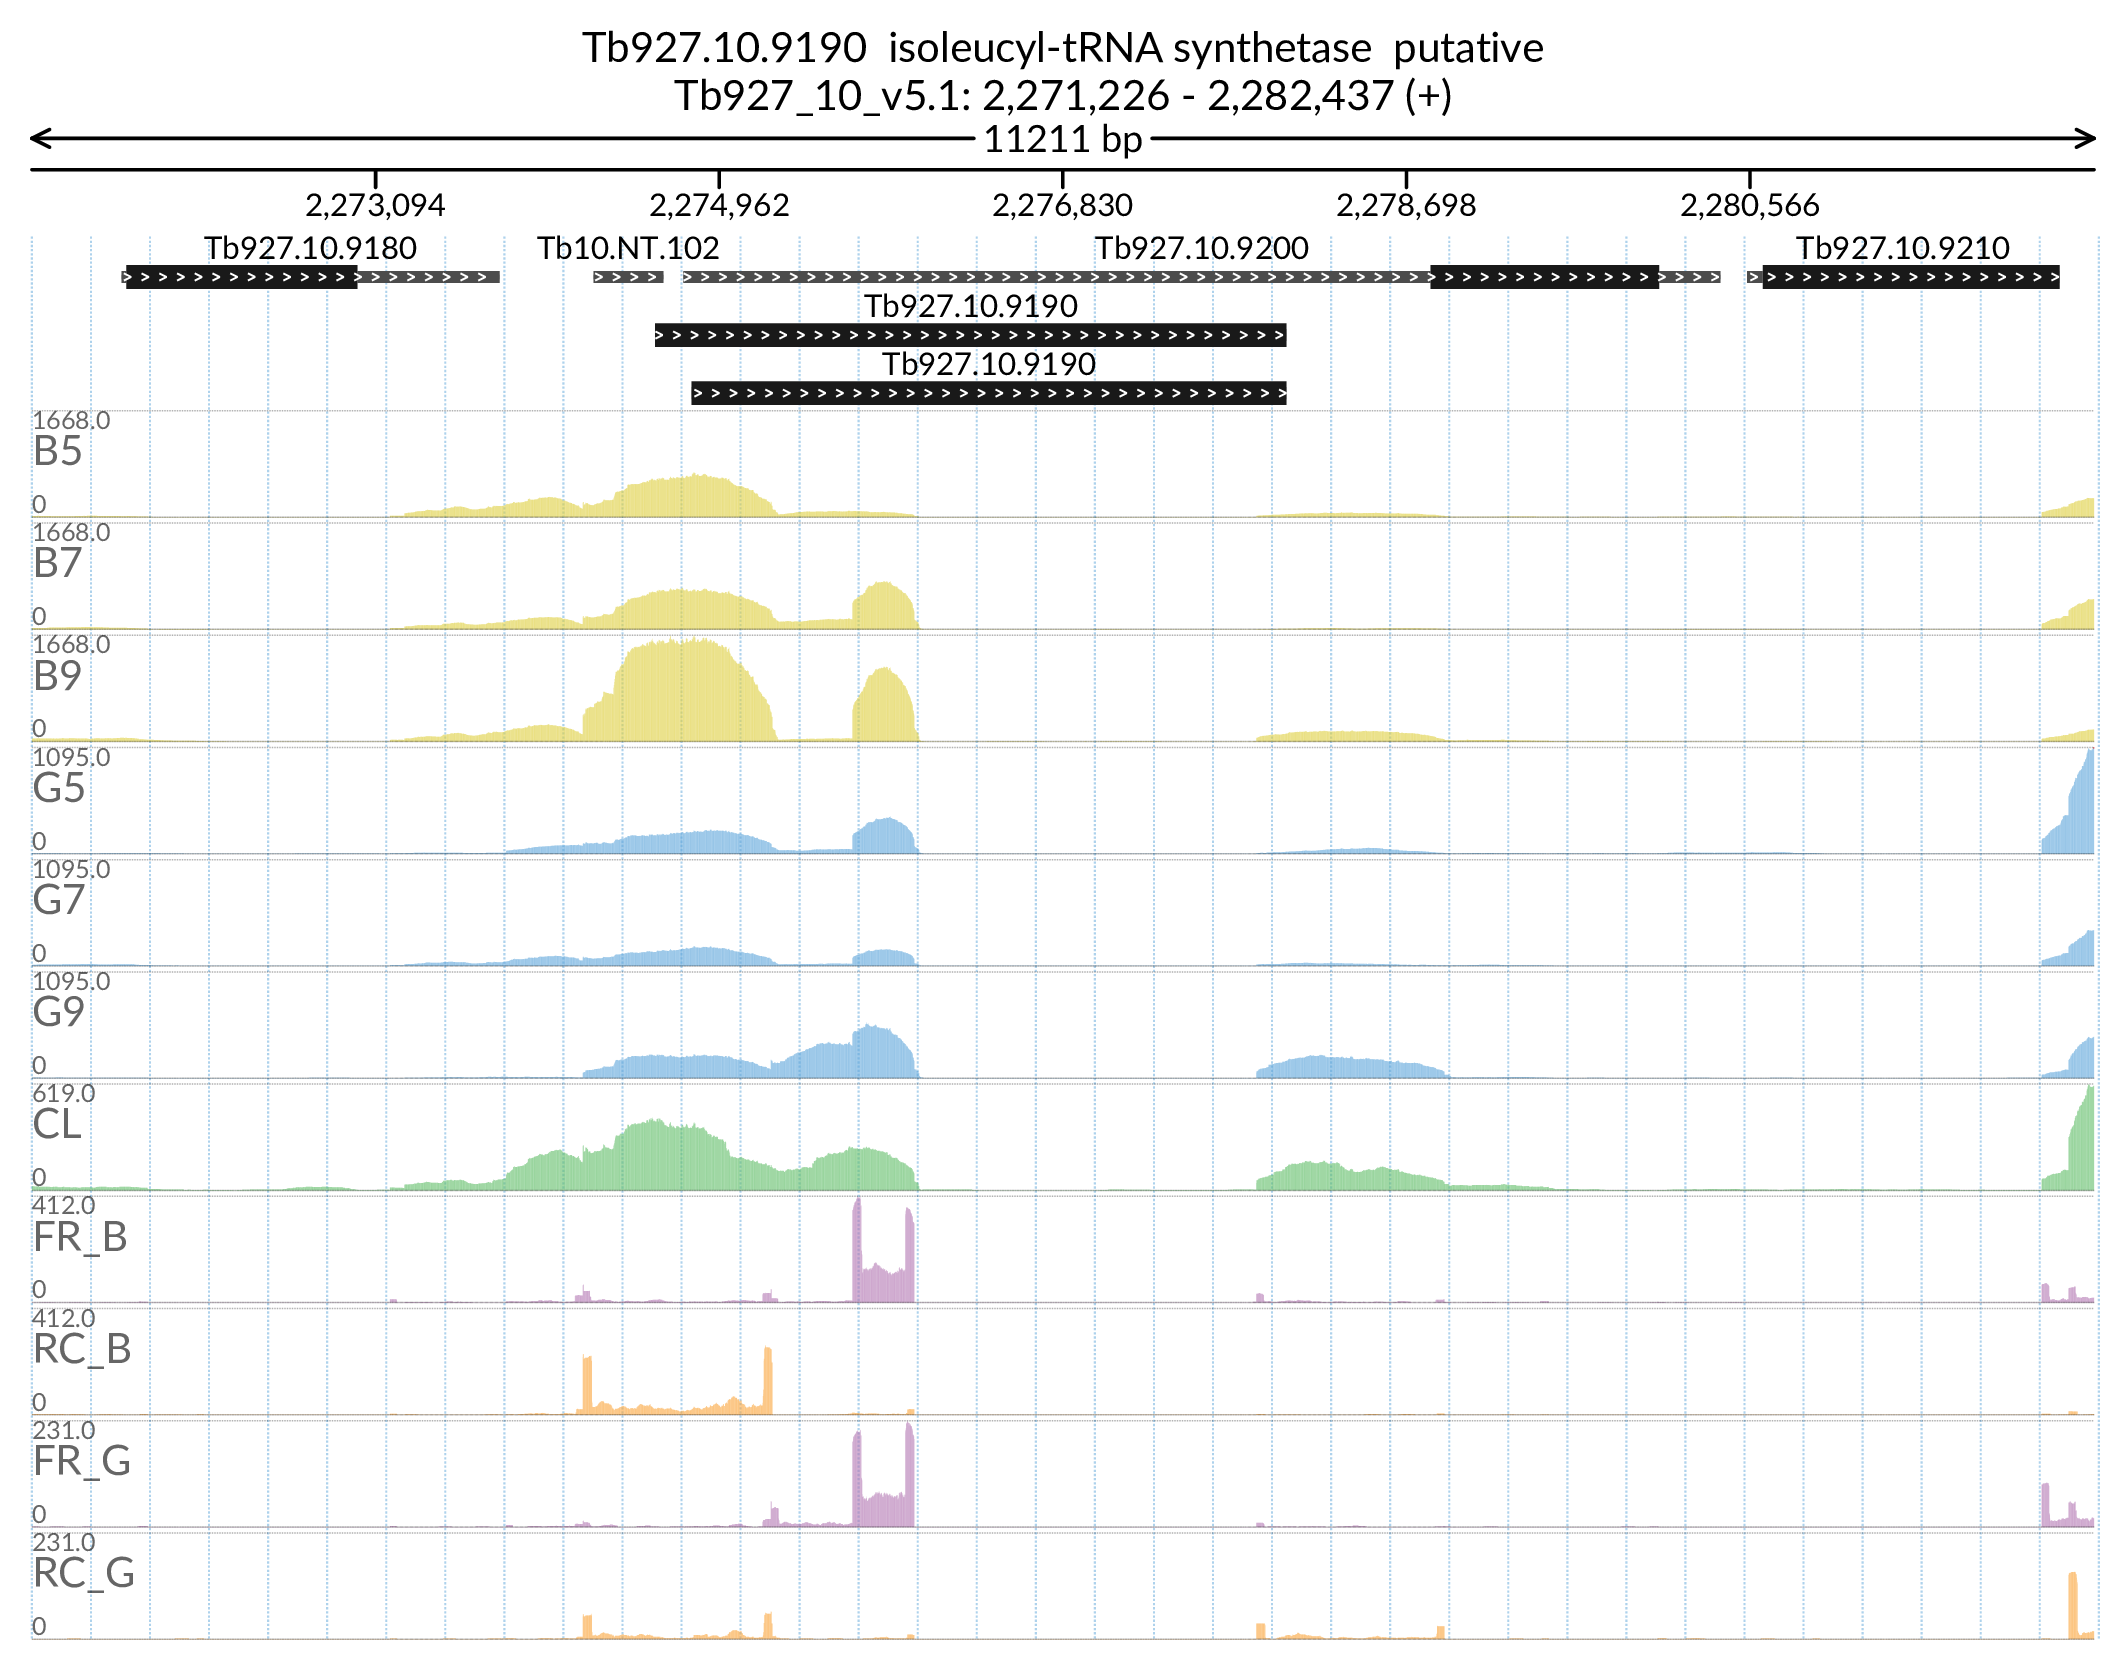 Tb927.10.9190  isoleucyl-tRNA synthetase  putative
Tb927_10_v5.1: 2,271,226 - 2,282,437 (+)
11211 bp
2,273,094 2,274,962 2,276,830 2,278,698 2,280,566
Tb927.10.9180 Tb10.NT.102 Tb927.10.9200 Tb927.10.9210
Tb927.10.9190
Tb927.10.9190
1668.0
B5
0
1668.0
B7
0
1668.0
B9
0
1095.0
G5
0
1095.0
G7
0
1095.0
G9
0
619.0
CL
0
412.0
FR_B
0
412.0
RC_B
0
231.0
FR_G
0
231.0
RC_G
0